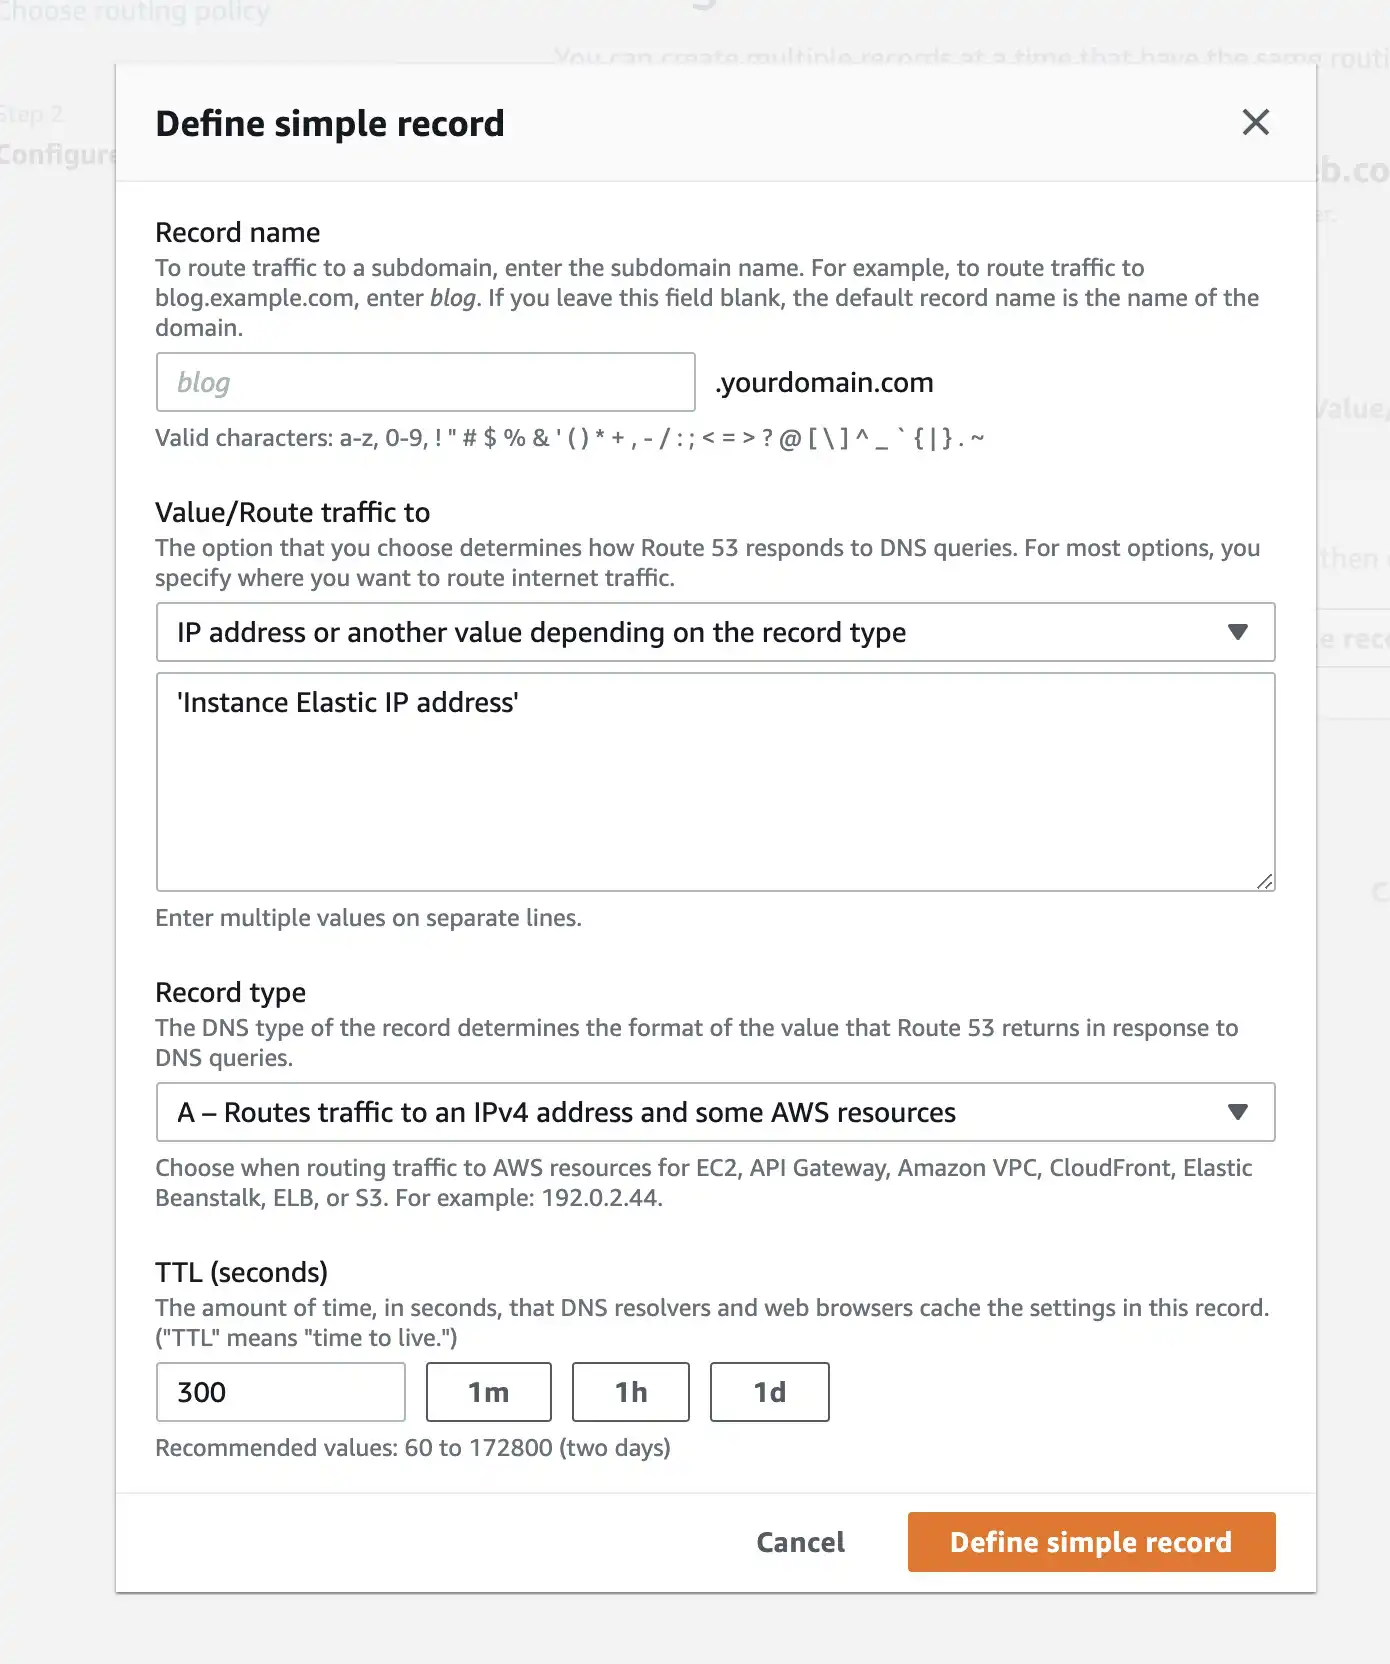 Choose routing policy
You can create multiple records at a time that have the same routi
Step 2
Configure
Define simple record
eb.co
er.
Record name
To route traffic to a subdomain, enter the subdomain name. For example, to route traffic to
blog.example.com, enter blog. If you leave this field blank, the default record name is the name of the
domain.
blog
.yourdomain.com
Value/
Valid characters: a-z, 0-9, ! " # $ % & ' ( ) * + , - / : ; < = > ? @ [ \ ] ^ _ ` { | } . ~
Value/Route traffic to
The option that you choose determines how Route 53 responds to DNS queries. For most options, you
specify where you want to route internet traffic.
then
IP address or another value depending on the record type
le reco
'Instance Elastic IP address'
Enter multiple values on separate lines.
Record type
The DNS type of the record determines the format of the value that Route 53 returns in response to
DNS queries.
A – Routes traffic to an IPv4 address and some AWS resources
Choose when routing traffic to AWS resources for EC2, API Gateway, Amazon VPC, CloudFront, Elastic
Beanstalk, ELB, or S3. For example: 192.0.2.44.
TTL (seconds)
The amount of time, in seconds, that DNS resolvers and web browsers cache the settings in this record.
("TTL" means "time to live.")
300
1m
1h
1d
Recommended values: 60 to 172800 (two days)
Cancel
Define simple record